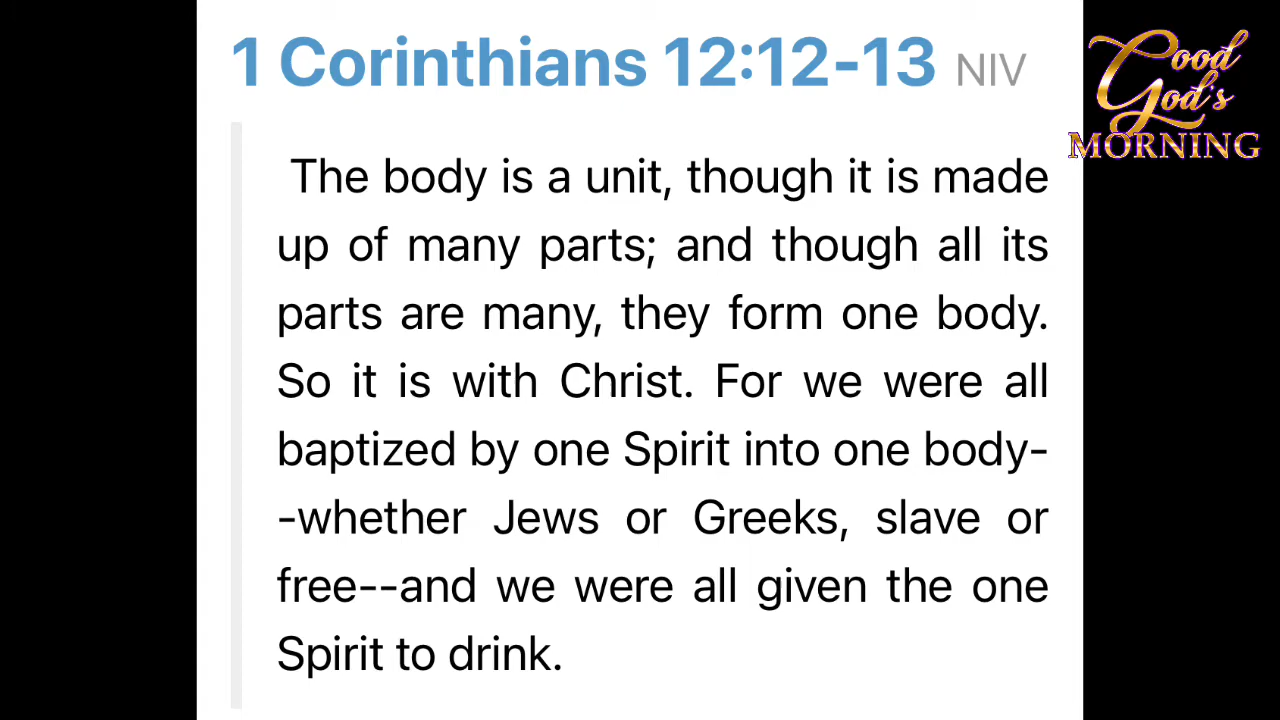 1 Corinthians 12:12-13 NIV
The body is a unit, though it is made
up of many parts; and though all its
parts are many, they form one body.
So it is with Christ. For we were all
baptized by one Spirit into one body-
-whether Jews or Greeks, slave or
free--and we were all given the one
Spirit to drink.
Good
God's
MORNING